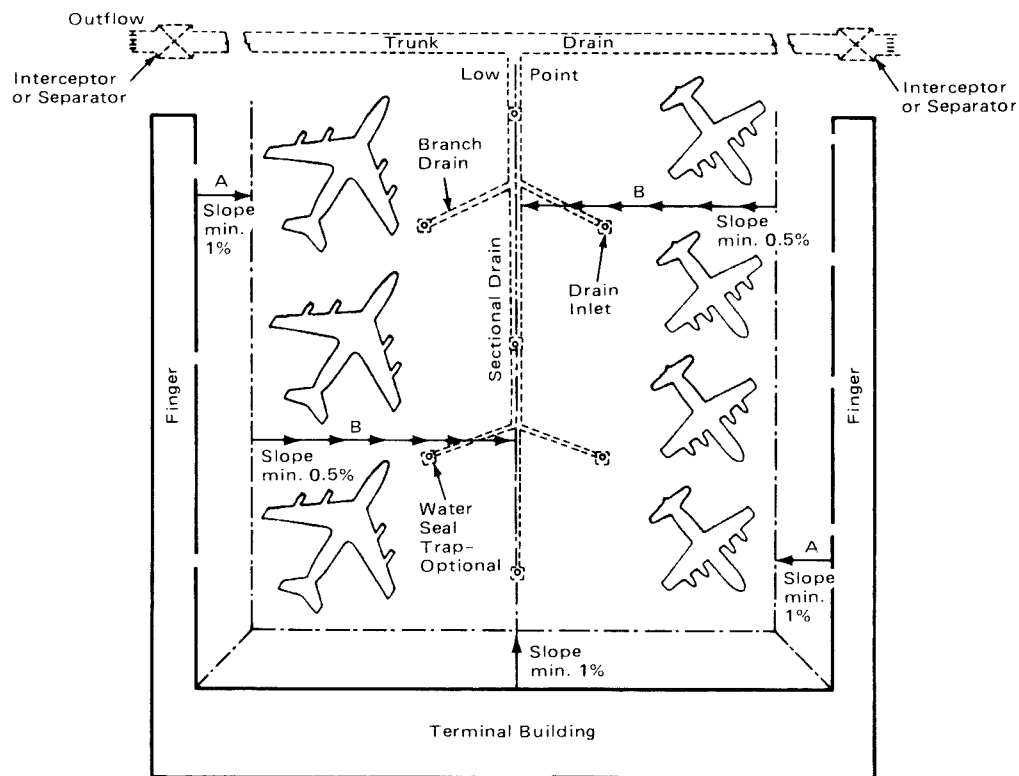 Outflow
Trunk Drain
Interceptor
or Separator
Low Point
Interceptor
or Separator
Branch
Drain
A
Slope
min.
1%
B
Slope
min. 0.5%
Sectional Drain
Drain
Inlet
Finger
Finger
B
Slope
min. 0.5%
Water
Seal
Trap–
Optional
A
Slope
min.
1%
Slope
min. 1%
Terminal Building